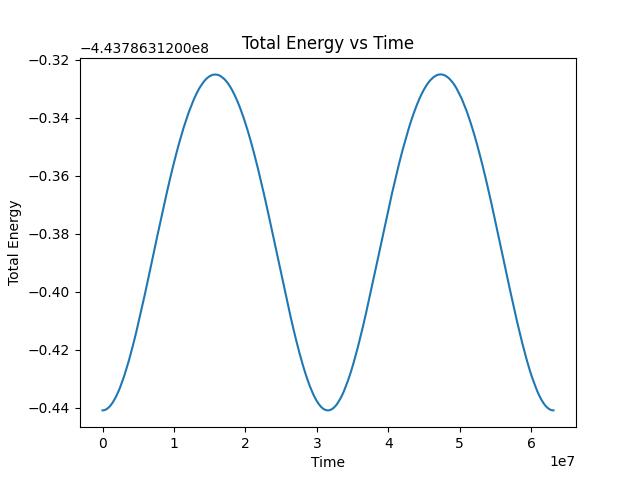 Total Energy vs Time
−4.4378631200e8
−0.32
−0.34
−0.36
−0.38
−0.40
−0.42
−0.44
Total Energy
0 1 2 3 4 5 6
1e7
Time